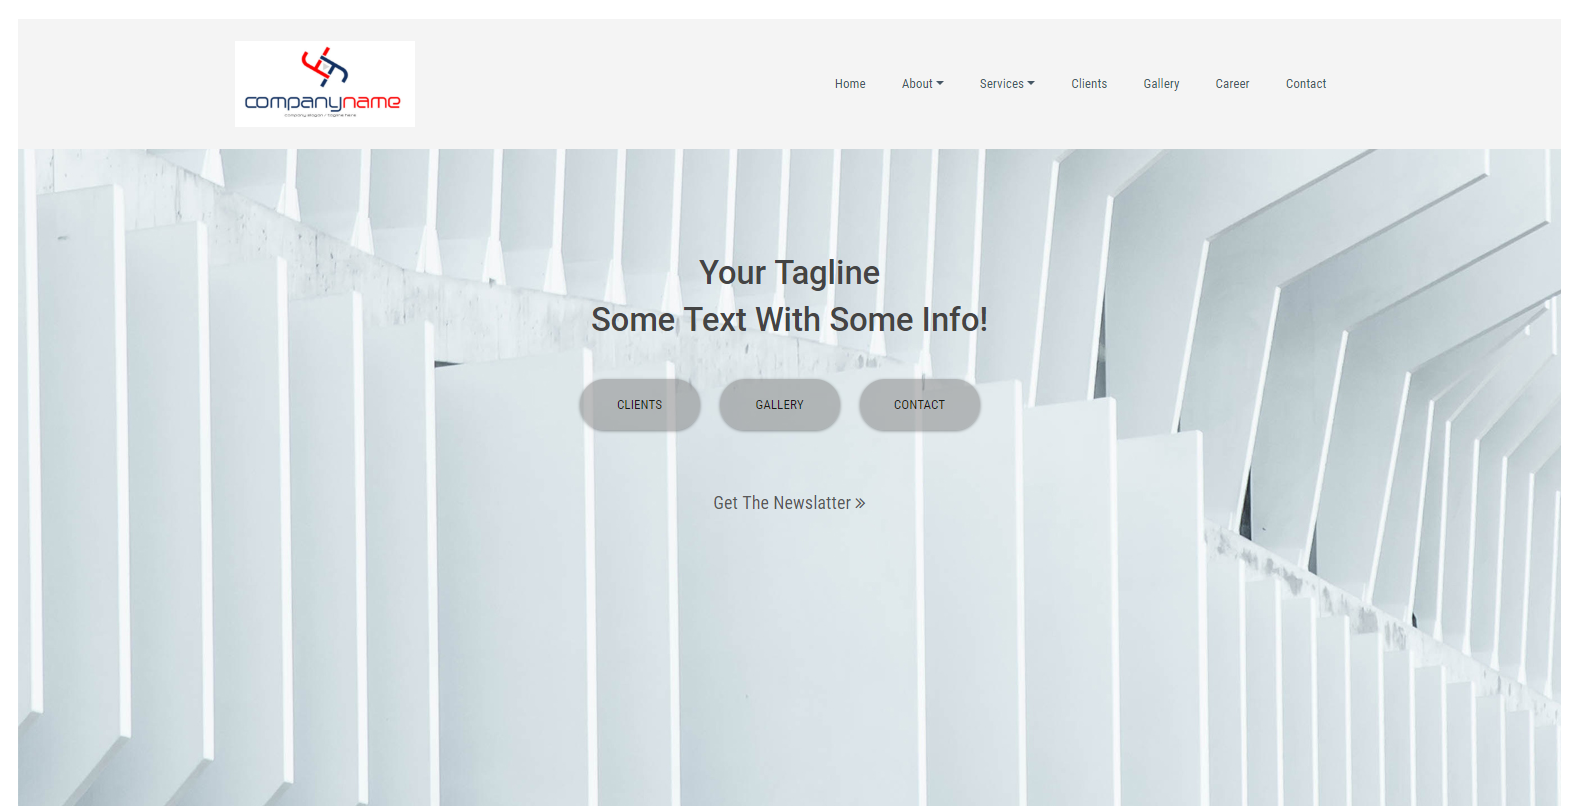 companyname
company slogan / tagline here
Home About Services Clients Gallery Career Contact
Your Tagline
Some Text With Some Info!
CLIENTS GALLERY CONTACT
Get The Newslatter »